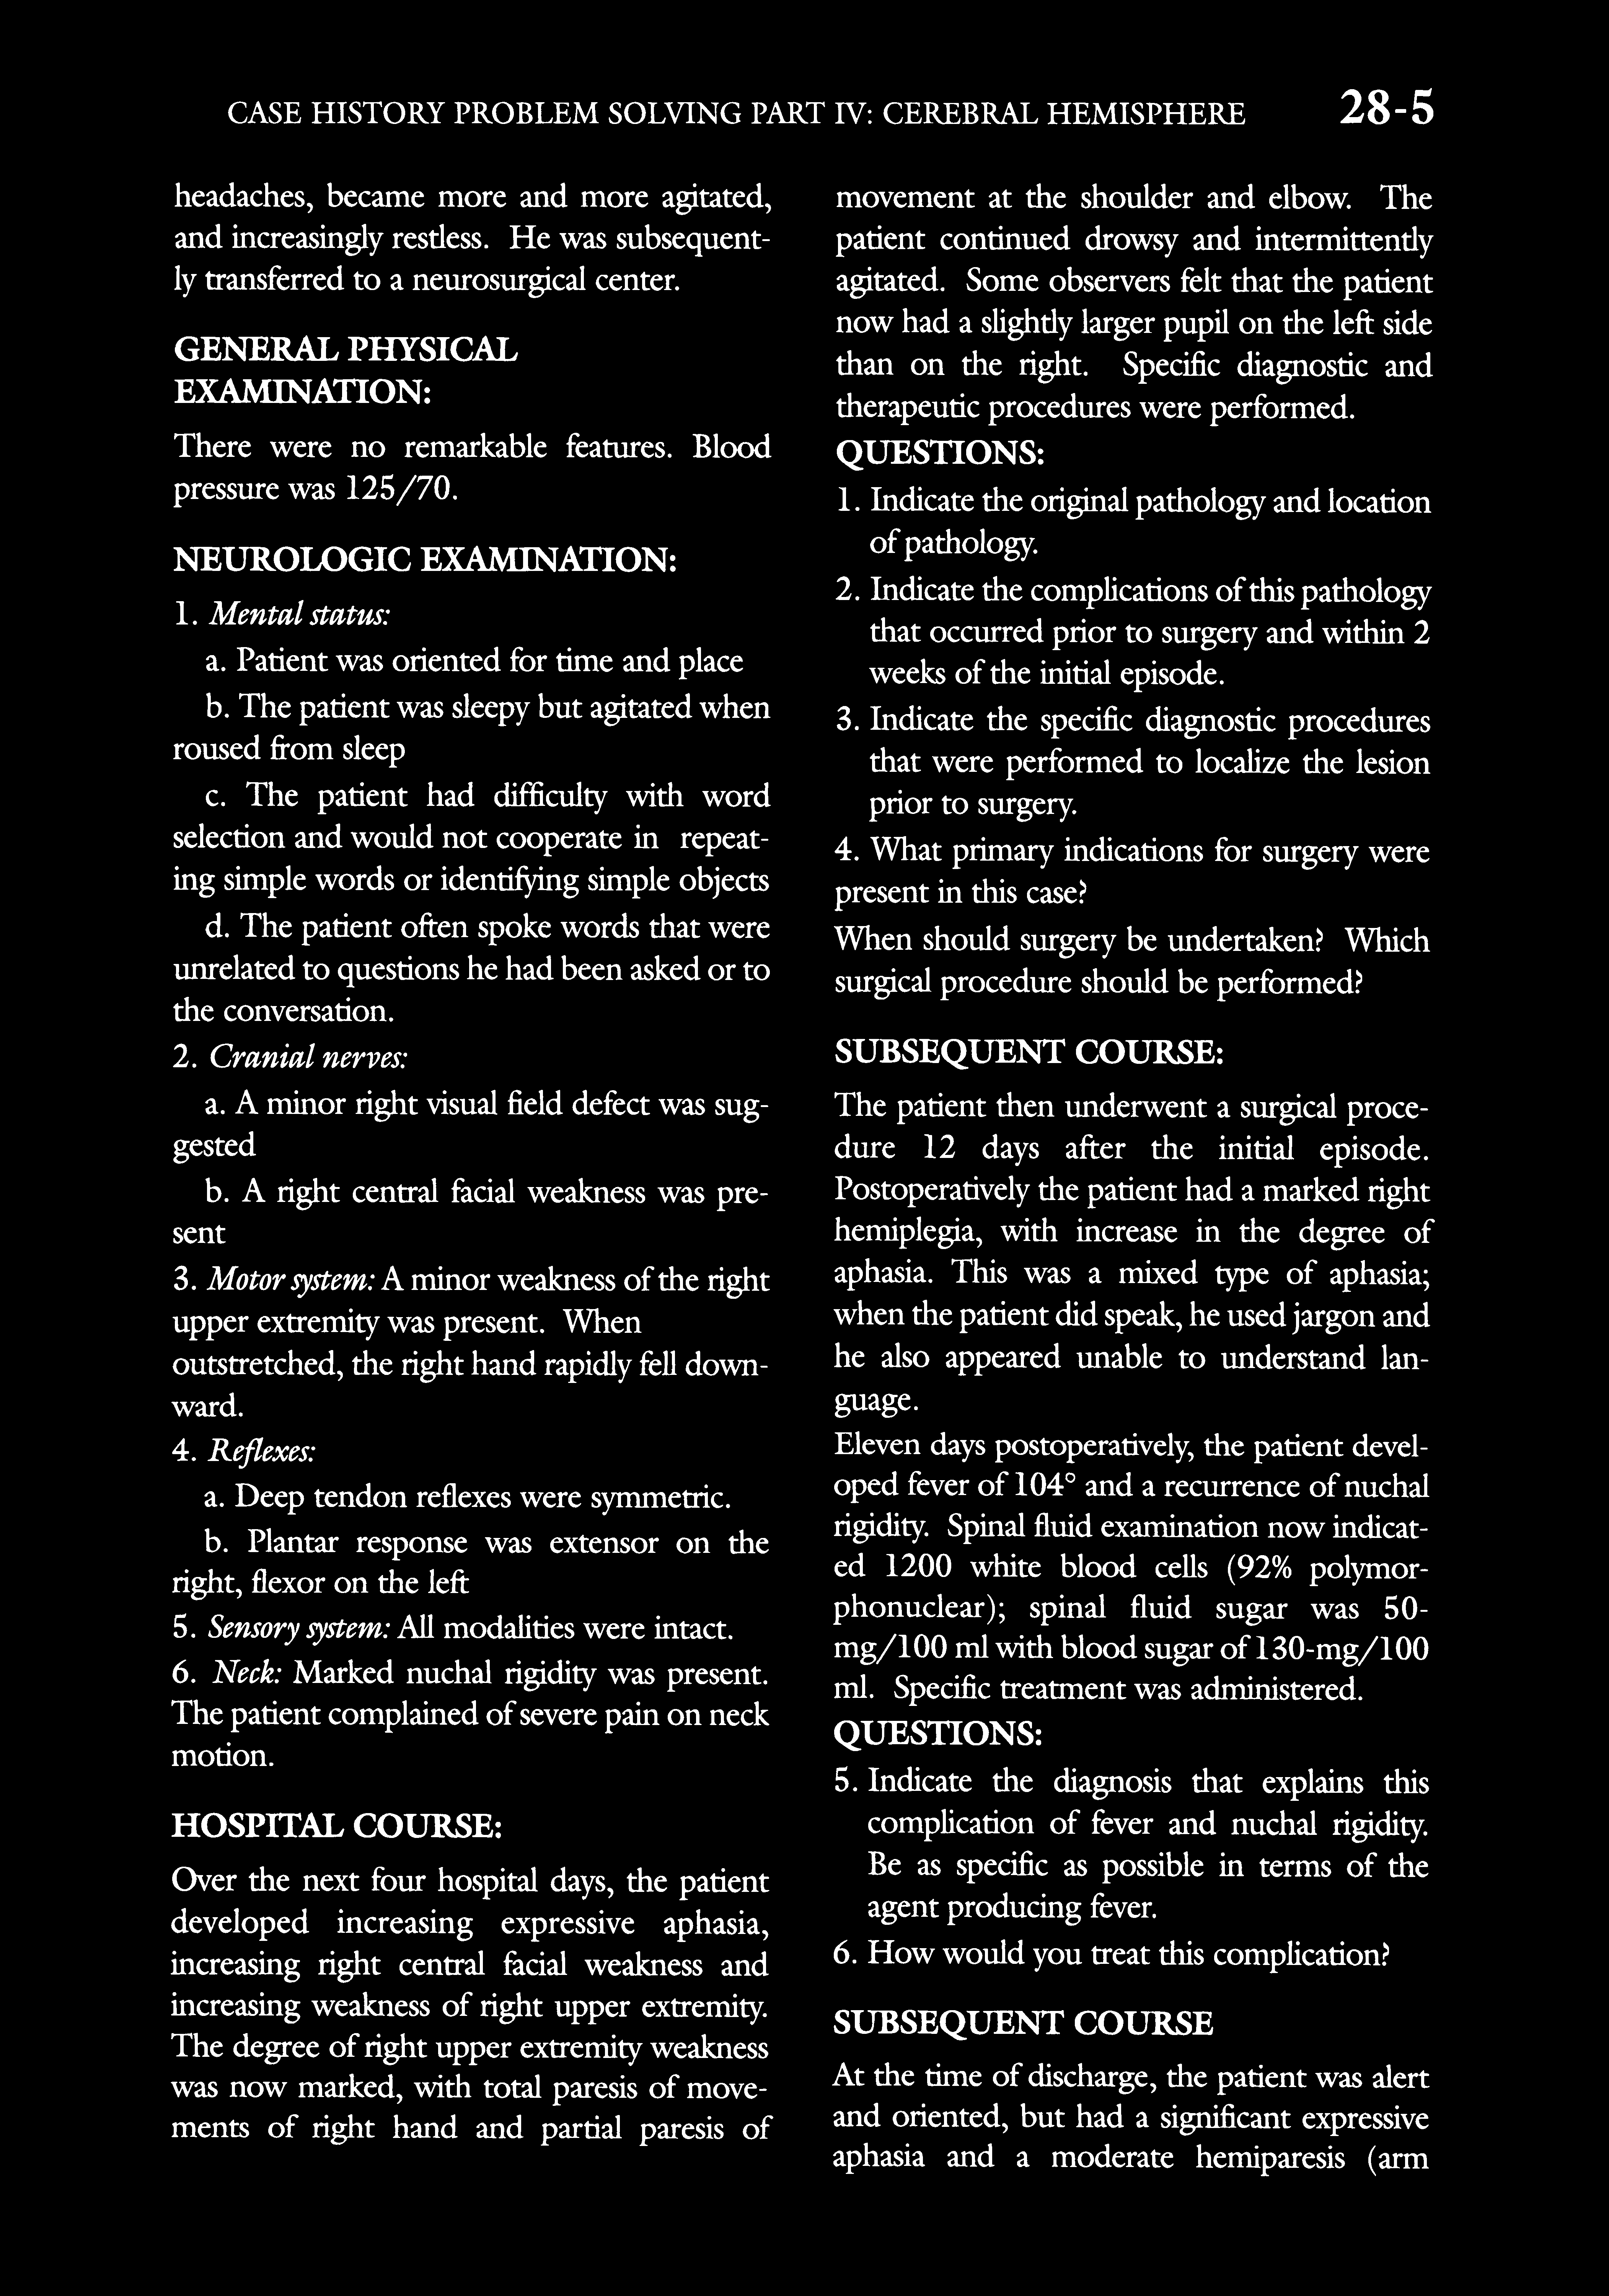 CASE HISTORY PROBLEM SOLVING PART IV: CEREBRAL HEMISPHERE 28-5
headaches, became more and more agitated,
and increasingly restless. He was subsequent-
ly transferred to a neurosurgical center.
GENERAL PHYSICAL
EXAMINATION:
There were no remarkable features. Blood
pressure was 125/70.
NEUROLOGIC EXAMINATION:
1. Mental status:
a. Patient was oriented for time and place
b. The patient was sleepy but agitated when
roused from sleep
c. The patient had difficulty with word
selection and would not cooperate in repeat-
ing simple words or identifying simple objects
d. The patient often spoke words that were
unrelated to questions he had been asked or to
the conversation.
2. Cranial nerves:
a. A minor right visual field defect was sug-
gested
b. A right central facial weakness was pre-
sent
3. Motor system: A minor weakness of the right
upper extremity was present. When
outstretched, the right hand rapidly fell down-
ward.
4. Reflexes:
a. Deep tendon reflexes were symmetric.
b. Plantar response was extensor on the
right, flexor on the left
5. Sensory system: All modalities were intact.
6. Neck: Marked nuchal rigidity was present.
The patient complained of severe pain on neck
motion.
HOSPITAL COURSE:
Over the next four hospital days, the patient
developed increasing expressive aphasia,
increasing right central facial weakness and
increasing weakness of right upper extremity.
The degree of right upper extremity weakness
was now marked, with total paresis of move-
ments of right hand and partial paresis of
movement at the shoulder and elbow. The
patient continued drowsy and intermittently
agitated. Some observers felt that the patient
now had a slightly larger pupil on the left side
than on the right. Specific diagnostic and
therapeutic procedures were performed.
QUESTIONS:
1. Indicate the original pathology and location
of pathology.
2. Indicate the complications of this pathology
that occurred prior to surgery and within 2
weeks of the initial episode.
3. Indicate the specific diagnostic procedures
that were performed to localize the lesion
prior to surgery.
4. What primary indications for surgery were
present in this case?
When should surgery be undertaken? Which
surgical procedure should be performed?
SUBSEQUENT COURSE:
The patient then underwent a surgical proce-
dure 12 days after the initial episode.
Postoperatively the patient had a marked right
hemiplegia, with increase in the degree of
aphasia. This was a mixed type of aphasia;
when the patient did speak, he used jargon and
he also appeared unable to understand lan-
guage.
Eleven days postoperatively, the patient devel-
oped fever of 104° and a recurrence of nuchal
rigidity. Spinal fluid examination now indicat-
ed 1200 white blood cells (92% polymor-
phonuclear); spinal fluid sugar was 50-
mg/100 ml with blood sugar of 130-mg/100
ml. Specific treatment was administered.
QUESTIONS:
5. Indicate the diagnosis that explains this
complication of fever and nuchal rigidity.
Be as specific as possible in terms of the
agent producing fever.
6. How would you treat this complication?
SUBSEQUENT COURSE
At the time of discharge, the patient was alert
and oriented, but had a significant expressive
aphasia and a moderate hemiparesis (arm